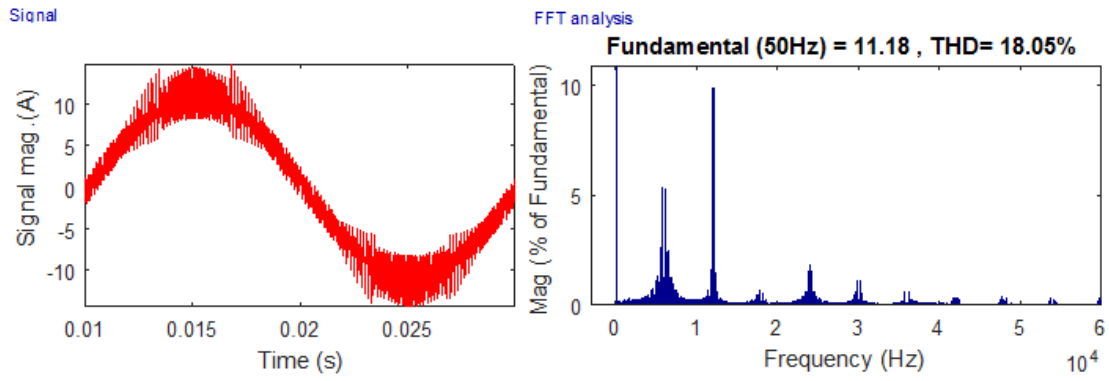 Signal
Signal mag.(A)
10
5
0
-5
-10
0.01
0.015
0.02
0.025
Time (s)
FFT analysis
Fundamental (50Hz) = 11.18 , THD= 18.05%
Mag (% of Fundamental)
10
5
0
0
1
2
3
4
5
6
Frequency (Hz)
10^4